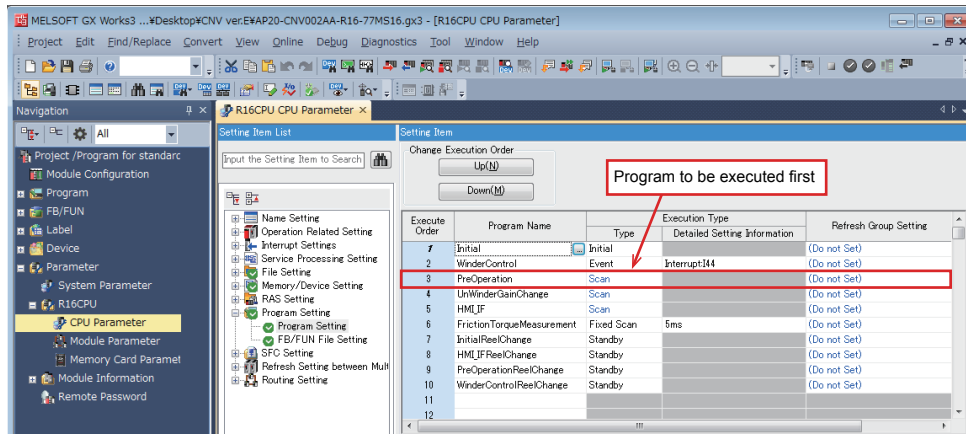 MELSOFT GX Works3 ...¥Desktop¥CNV ver.E¥AP20-CNV002AA-R16-77MS16.gx3 - [R16CPU CPU Parameter]
Project Edit Find/Replace Convert View Online Debug Diagnostics Tool Window Help
Navigation
R16CPU CPU Parameter
All
Project /Program for standarc
Module Configuration
Program
FB/FUN
Label
Device
Parameter
System Parameter
R16CPU
CPU Parameter
Module Parameter
Memory Card Paramet
Module Information
Remote Password
Setting Item List
Input the Setting Item to Search
Name Setting
Operation Related Setting
Interrupt Settings
Service Processing Setting
File Setting
Memory/Device Setting
RAS Setting
Program Setting
Program Setting
FB/FUN File Setting
SFC Setting
Refresh Setting between Mult
Routing Setting
Setting Item
Change Execution Order
Up(N)
Down(M)
Program to be executed first
Execute Order Program Name Execution Type Refresh Group Setting
Type Detailed Setting Information
1 Initial ... Initial (Do not Set)
2 WinderControl Event Interrupt:I44 (Do not Set)
3 PreOperation Scan (Do not Set)
4 UnWinderGainChange Scan (Do not Set)
5 HMI_IF Scan (Do not Set)
6 FrictionTorqueMeasurement Fixed Scan 5ms (Do not Set)
7 InitialReelChange Standby (Do not Set)
8 HMI_IFReelChange Standby (Do not Set)
9 PreOperationReelChange Standby (Do not Set)
10 WinderControlReelChange Standby (Do not Set)
11
12